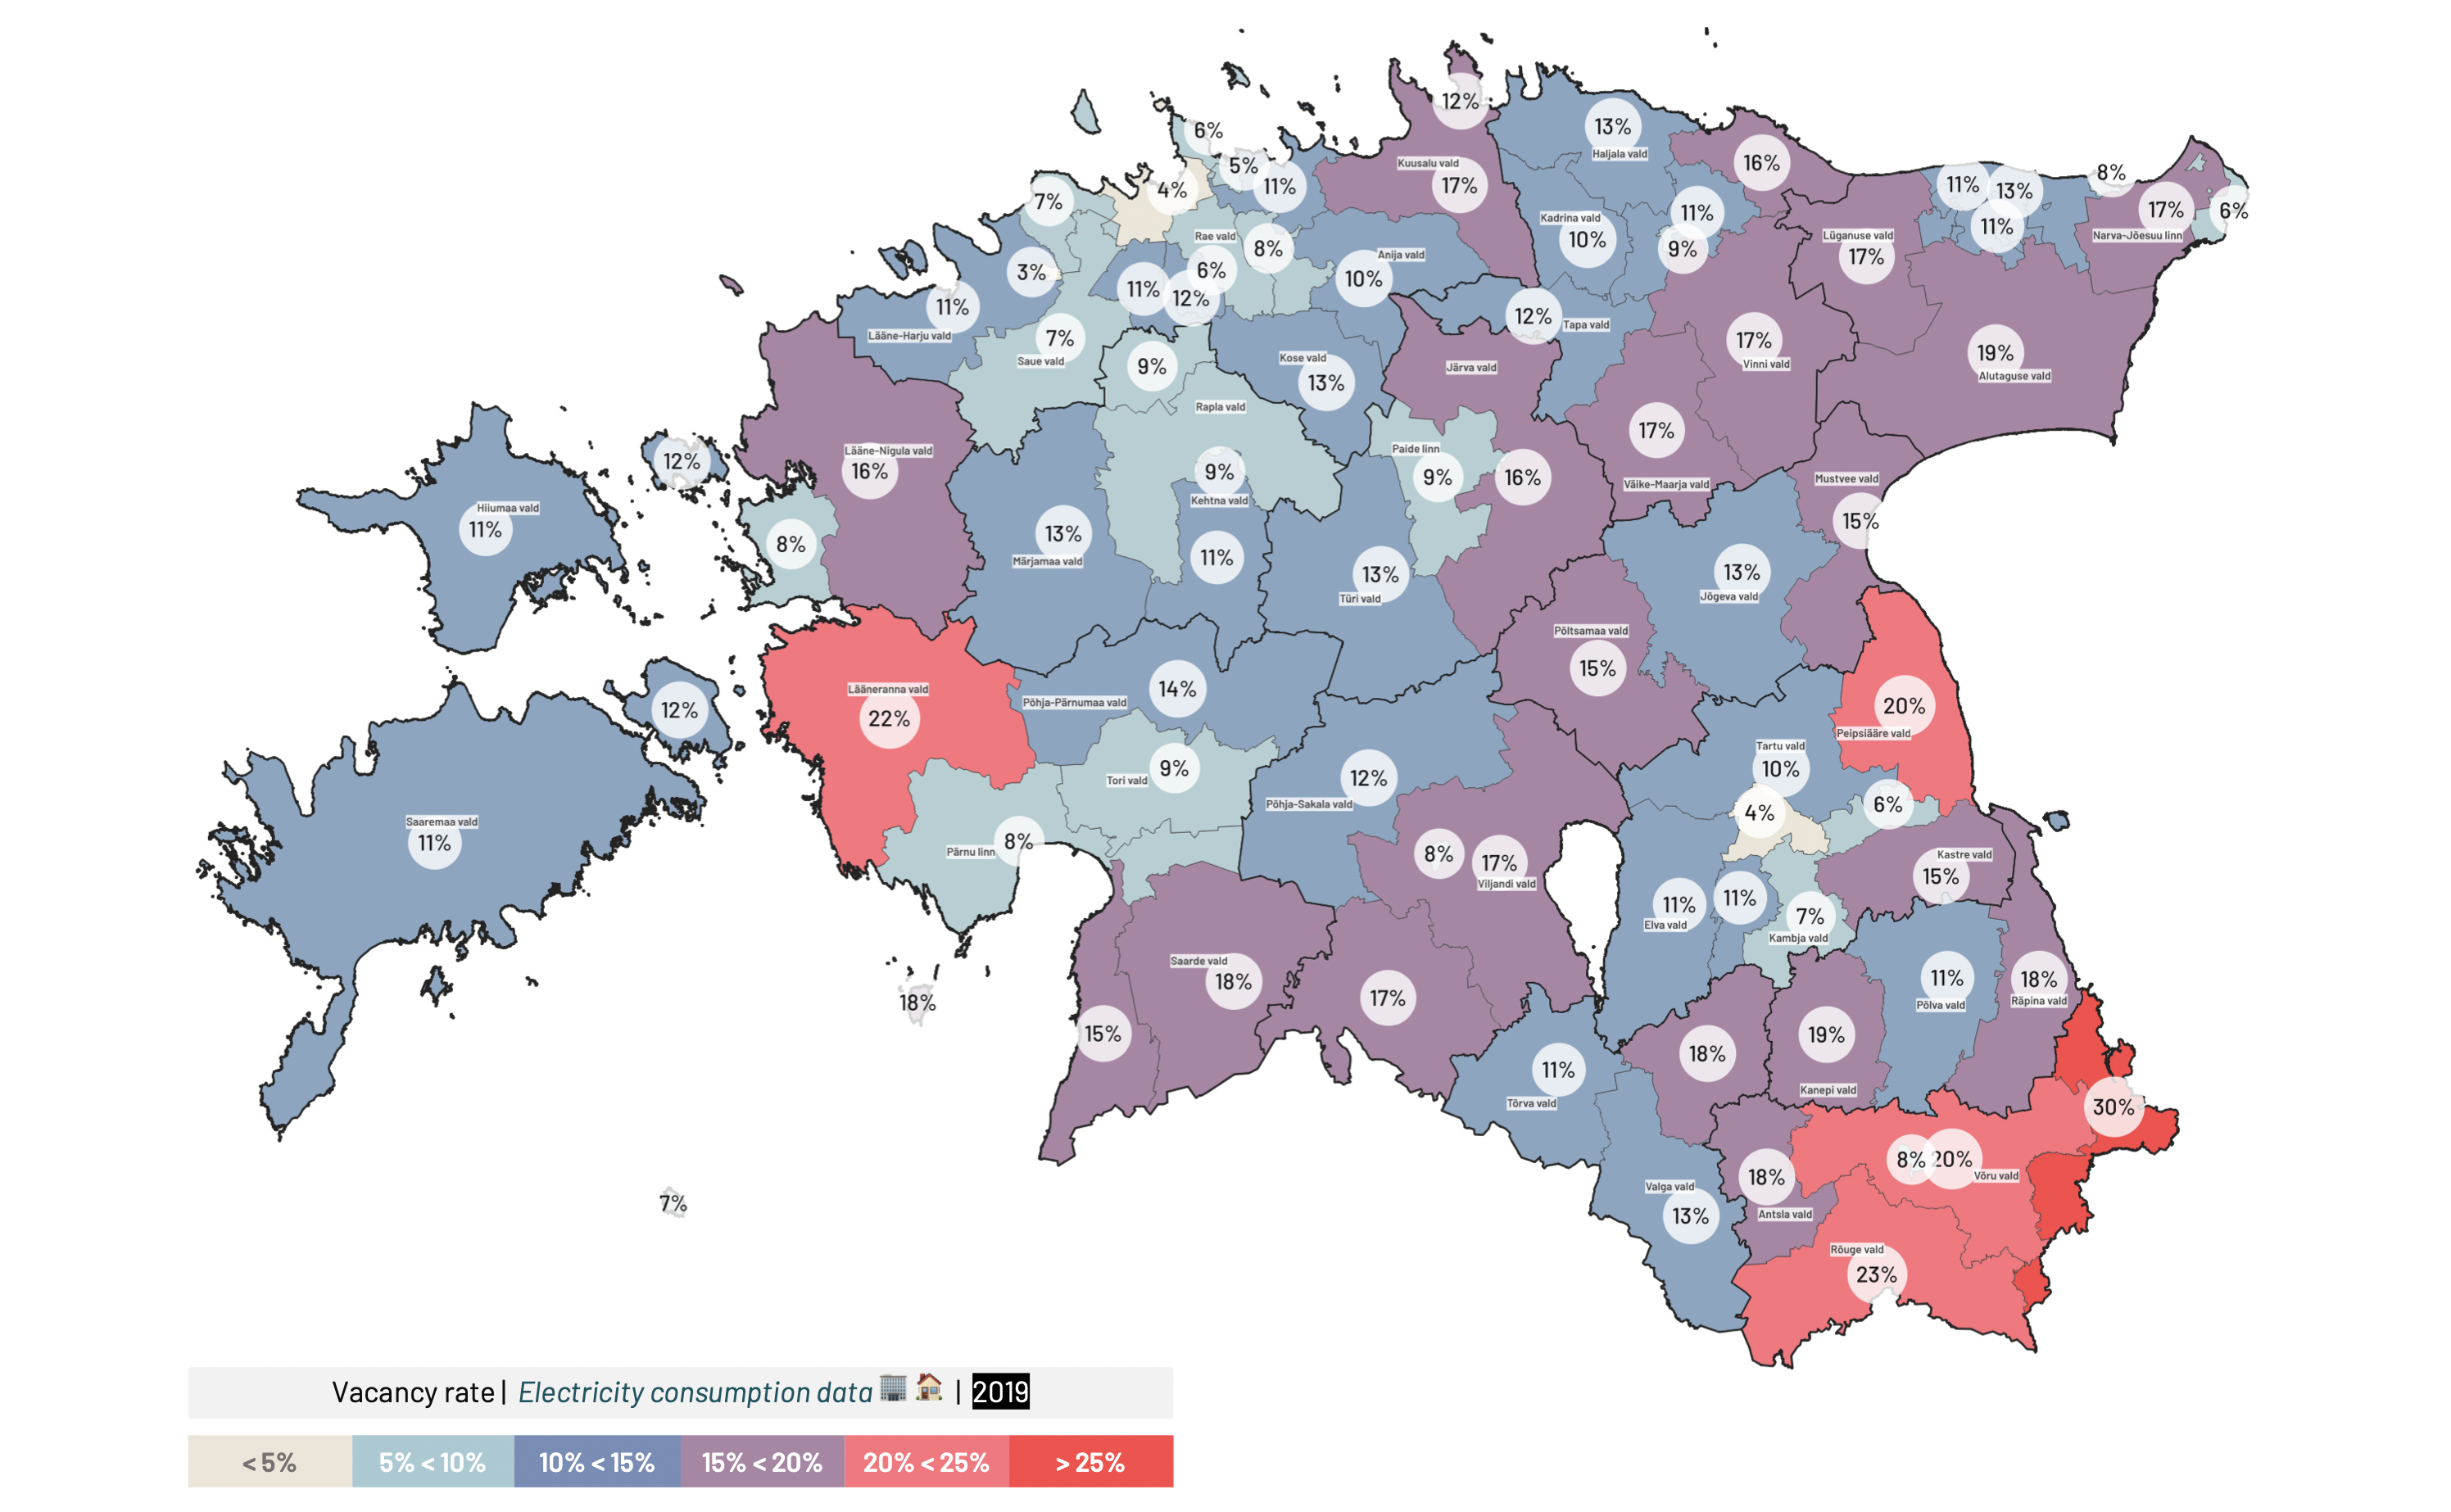 12%
13%
Haljala vald
6%
16%
Kuusalu vald
5%
11%
4%
17%
7%
8%
11%
13%
11%
17%
Narva-Jõesuu linn
6%
11%
9%
Kadrina vald
10%
Lüganuse vald
17%
Rae vald
8%
6%
Anija vald
10%
3%
11%
12%
11%
Lääne-Harju vald
12%
Tapa vald
7%
Saue vald
9%
Kose vald
13%
Järva vald
17%
Vinni vald
19%
Alutaguse vald
Rapla vald
17%
Väike-Maarja vald
12%
Lääne-Nigula vald
16%
9%
Kehtna vald
11%
Paide linn
9%
16%
Mustvee vald
15%
Hiiumaa vald
11%
8%
13%
Märjamaa vald
13%
Türi vald
13%
Jõgeva vald
Põltsamaa vald
15%
12%
Lääneranna vald
22%
14%
Põhja-Pärnumaa vald
20%
Peipsiääre vald
Tartu vald
10%
9%
Tori vald
12%
Põhja-Sakala vald
4%
6%
Saaremaa vald
11%
8%
Pärnu linn
8%
17%
Viljandi vald
Kastre vald
15%
11%
Elva vald
11%
7%
Kambja vald
Saarde vald
18%
17%
11%
Põlva vald
18%
Räpina vald
18%
15%
18%
19%
Kanepi vald
11%
Tõrva vald
30%
8%
20%
Võru vald
18%
Antsla vald
Valga vald
13%
7%
Rõuge vald
23%
Vacancy rate | Electricity consumption data | 2019
< 5%
5% < 10%
10% < 15%
15% < 20%
20% < 25%
> 25%